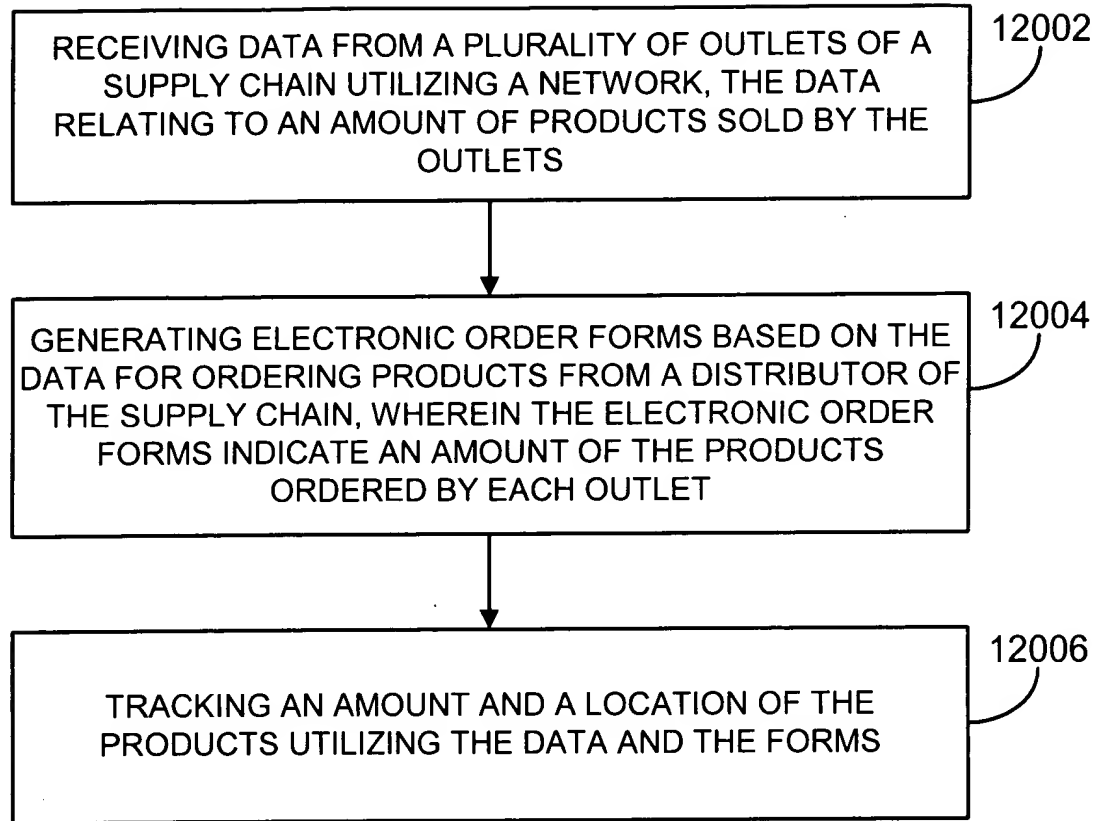 RECEIVING DATA FROM A PLURALITY OF OUTLETS OF A
SUPPLY CHAIN UTILIZING A NETWORK, THE DATA
RELATING TO AN AMOUNT OF PRODUCTS SOLD BY THE
OUTLETS
12002
GENERATING ELECTRONIC ORDER FORMS BASED ON THE
DATA FOR ORDERING PRODUCTS FROM A DISTRIBUTOR OF
THE SUPPLY CHAIN, WHEREIN THE ELECTRONIC ORDER
FORMS INDICATE AN AMOUNT OF THE PRODUCTS
ORDERED BY EACH OUTLET
12004
TRACKING AN AMOUNT AND A LOCATION OF THE
PRODUCTS UTILIZING THE DATA AND THE FORMS
12006